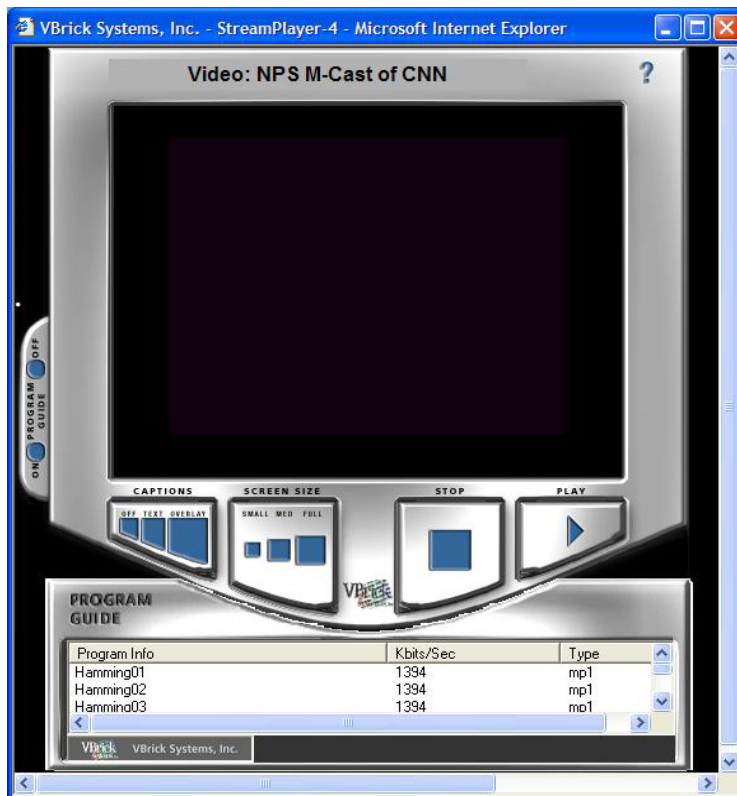 VBrick Systems, Inc. - StreamPlayer-4 - Microsoft Internet Explorer
Video: NPS M-Cast of CNN
?
ON PROGRAM GUIDE OFF
CAPTIONS
OFF TEXT OVERLAY
SCREEN SIZE
SMALL MED FULL
STOP
PLAY
VBrick
PROGRAM
GUIDE
Program Info Kbits/Sec Type
Hamming01 1394 mp1
Hamming02 1394 mp1
Hamming03 1394 mp1
VBrick VBrick Systems, Inc.